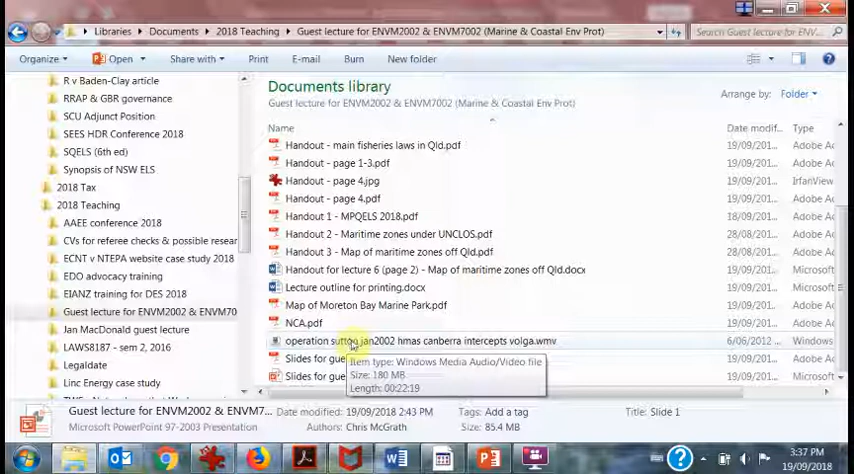 Libraries Documents 2018 Teaching Guest lecture for ENVM2002 & ENVM7002 (Marine & Coastal Env Prot)
Search Guest lecture for ENVM2002 & ...
Organize Open Share with Print E-mail Burn New folder
R v Baden-Clay article
RRAP & GBR governance
SCU Adjunct Position
SEES HDR Conference 2018
SQELS (6th ed)
Synopsis of NSW ELS
2018 Tax
2018 Teaching
AAEE conference 2018
CVs for referee checks & possible resear
ECNT v NTEPA website case study 2018
EDO advocacy training
EIANZ training for DES 2018
Guest lecture for ENVM2002 & ENVM70
Jan MacDonald guest lecture
LAWS8187 - sem 2, 2016
Legaldate
Linc Energy case study
Documents library
Guest lecture for ENVM2002 & ENVM7002 (Marine & Coastal Env Prot)
Arrange by: Folder
Name Date modif... Type
Handout - main fisheries laws in Qld.pdf 19/09/201... Adobe Ac
Handout - page 1-3.pdf 19/09/201... Adobe Ac
Handout - page 4.jpg 19/09/201... IrfanView
Handout - page 4.pdf 19/09/201... Adobe Ac
Handout 1 - MPQELS 2018.pdf 18/09/201... Adobe Ac
Handout 2 - Maritime zones under UNCLOS.pdf 28/08/201... Adobe Ac
Handout 3 - Map of maritime zones off Qld.pdf 28/08/201... Adobe Ac
Handout for lecture 6 (page 2) - Map of maritime zones off Qld.docx 19/09/201... Microsoft
Lecture outline for printing.docx 19/09/201... Microsoft
Map of Moreton Bay Marine Park.pdf 19/09/201... Adobe Ac
NCA.pdf 19/09/201... Adobe Ac
operation sutton jan2002 hmas canberra intercepts volga.wmv 6/06/2012 ... Windows
Slides for gue 19/09/201... Adobe Ac
Slides for gue 19/09/201... Microsoft
Item type: Windows Media Audio/Video file
Size: 180 MB
Length: 00:22:19
Guest lecture for ENVM2002 & ENVM7... Date modified: 19/09/2018 2:43 PM Tags: Add a tag Title: Slide 1
Microsoft PowerPoint 97-2003 Presentation Authors: Chris McGrath Size: 85.4 MB
3:37 PM
19/09/2018